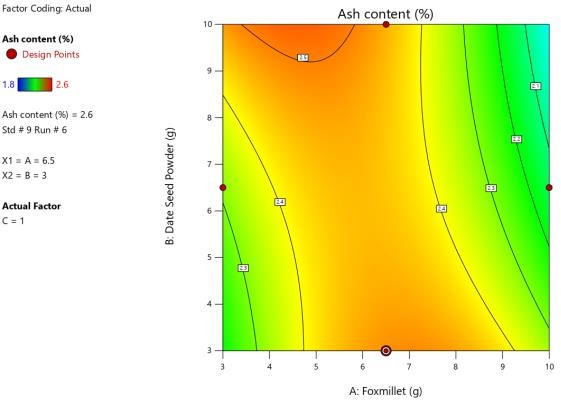 Factor Coding: Actual
Ash content (%)
Ash content (%)
Design Points
1.8 2.6
Ash content (%) = 2.6
Std # 9 Run # 6
X1 = A = 6.5
X2 = B = 3
Actual Factor
C = 1
B: Date Seed Powder (g)
10
9
8
7
6
5
4
3
2.5
2.1
2.2
2.3
2.4
2.4
2.3
3 4 5 6 7 8 9 10
A: Foxmillet (g)